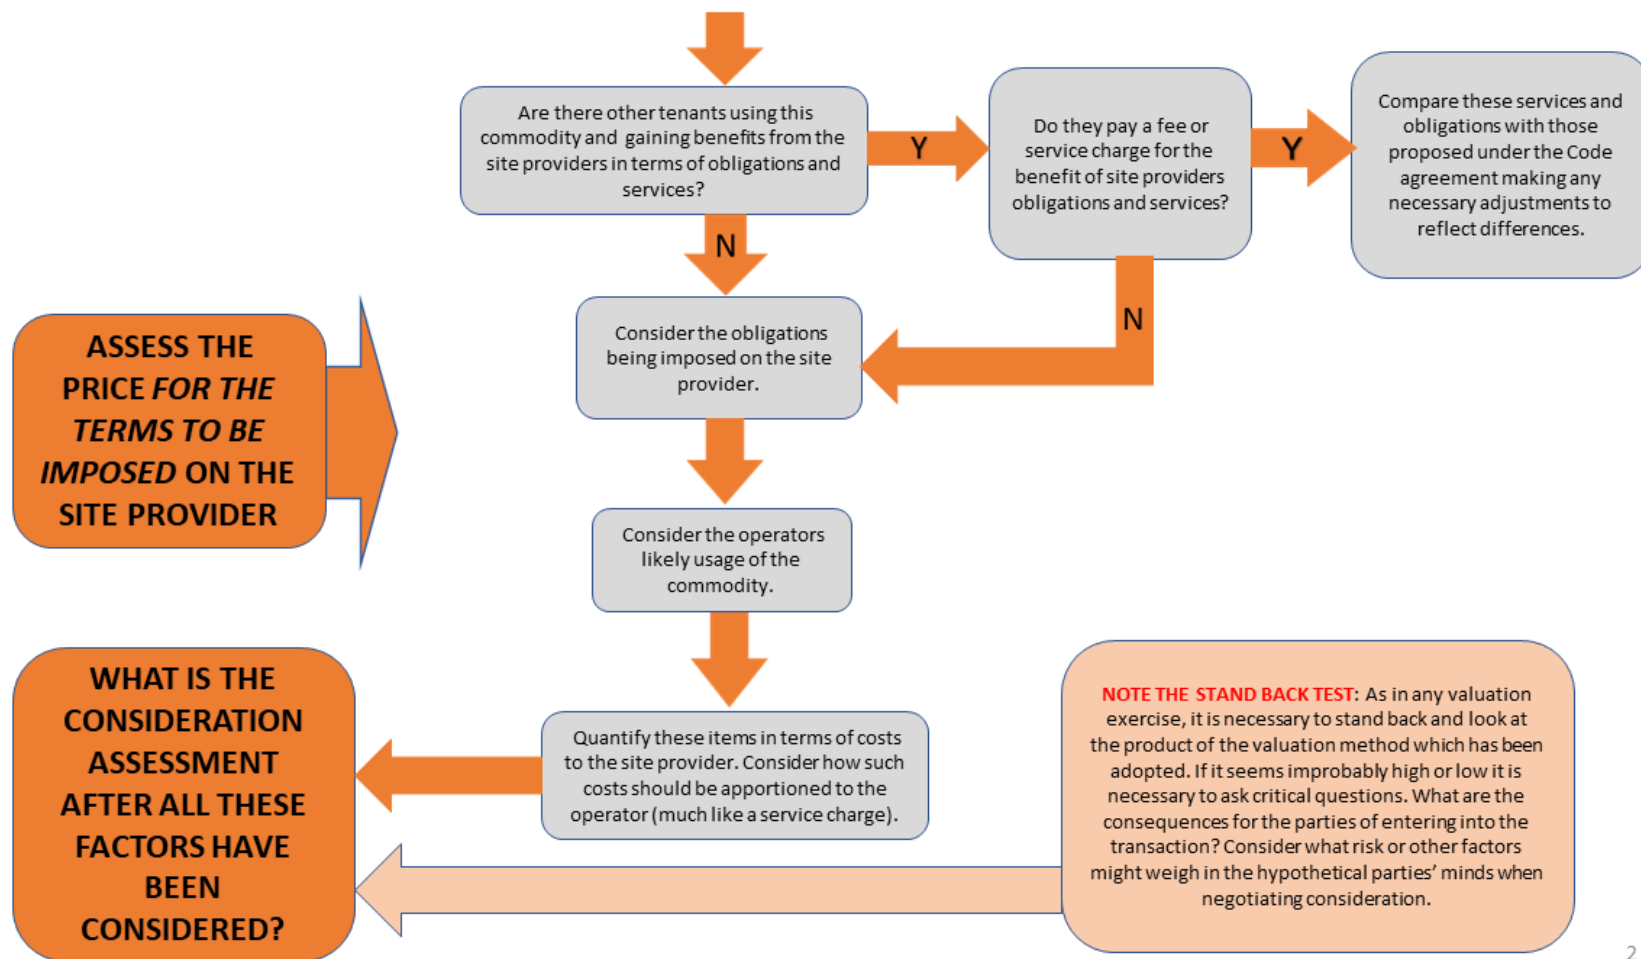 Are there other tenants using this
commodity and gaining benefits from the
site providers in terms of obligations and
services?
Y
Do they pay a fee or
service charge for the
benefit of site providers
obligations and services?
Y
Compare these services and
obligations with those
proposed under the Code
agreement making any
necessary adjustments to
reflect differences.
N
N
Consider the obligations
being imposed on the site
provider.
ASSESS THE
PRICE FOR THE
TERMS TO BE
IMPOSED ON THE
SITE PROVIDER
Consider the operators
likely usage of the
commodity.
Quantify these items in terms of costs
to the site provider. Consider how such
costs should be apportioned to the
operator (much like a service charge).
WHAT IS THE
CONSIDERATION
ASSESSMENT
AFTER ALL THESE
FACTORS HAVE
BEEN
CONSIDERED?
NOTE THE STAND BACK TEST: As in any valuation
exercise, it is necessary to stand back and look at
the product of the valuation method which has been
adopted. If it seems improbably high or low it is
necessary to ask critical questions. What are the
consequences for the parties of entering into the
transaction? Consider what risk or other factors
might weigh in the hypothetical parties’ minds when
negotiating consideration.
2